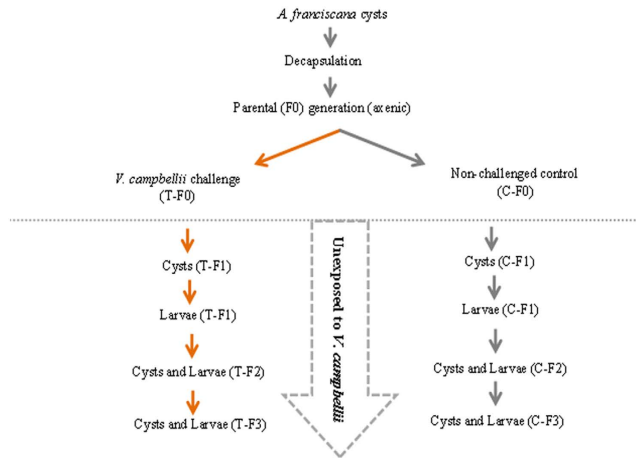 A franciscana cysts
Decapsulation
Parental (F0) generation (axenic)
V. campbellii challenge
(T-F0)
Non-challenged control
(C-F0)
Unexposed to V. campbellii
Cysts (T-F1)
Larvae (T-F1)
Cysts and Larvae (T-F2)
Cysts and Larvae (T-F3)
Cysts (C-F1)
Larvae (C-F1)
Cysts and Larvae (C-F2)
Cysts and Larvae (C-F3)